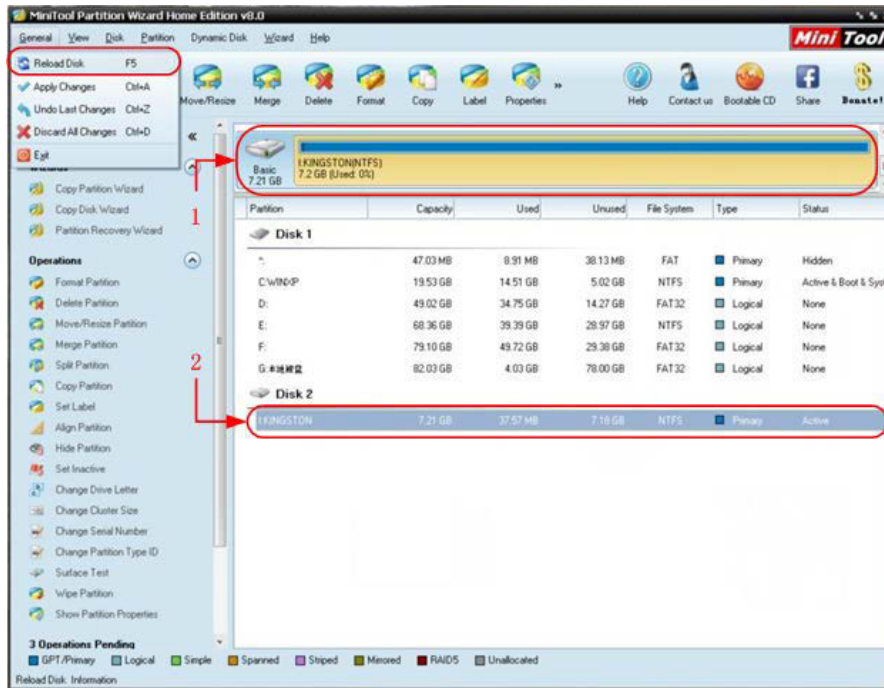 MiniTool Partition Wizard Home Edition v8.0
General View Disk Partition Dynamic Disk Wizard Help
Mini Tool
Reload Disk F5
Apply Changes Ctrl+A
Undo Last Changes Ctrl+Z
Discard All Changes Ctrl+D
Exit
Move/Resize Merge Delete Format Copy Label Properties » Help Contact us Bootable CD Share Donate!
«
I:KINGSTON(NTFS)
7.2 GB (Used: 0%)
Basic
7.21 GB
1
Copy Partition Wizard
Copy Disk Wizard
Partition Recovery Wizard
Operations
Format Partition
Delete Partition
Move/Resize Partition
Merge Partition
Split Partition
Copy Partition
Set Label
Align Partition
Hide Partition
Set Inactive
Change Drive Letter
Change Cluster Size
Change Serial Number
Change Partition Type ID
Surface Test
Wipe Partition
Show Partition Properties
3 Operations Pending
Partition Capacity Used Unused File System Type Status
Disk 1
*: 47.03 MB 8.91 MB 38.13 MB FAT Primary Hidden
C:WINXP 19.53 GB 14.51 GB 5.02 GB NTFS Primary Active & Boot & Syst
D: 49.02 GB 34.75 GB 14.27 GB FAT32 Logical None
E: 68.36 GB 39.39 GB 28.97 GB NTFS Logical None
F: 79.10 GB 49.72 GB 29.38 GB FAT32 Logical None
G:本地磁盘 82.03 GB 4.03 GB 78.00 GB FAT32 Logical None
2
Disk 2
I:KINGSTON 7.21 GB 37.57 MB 7.18 GB NTFS Primary Active
GPT/Primary Logical Simple Spanned Striped Mirrored RAID5 Unallocated
Reload Disk Information